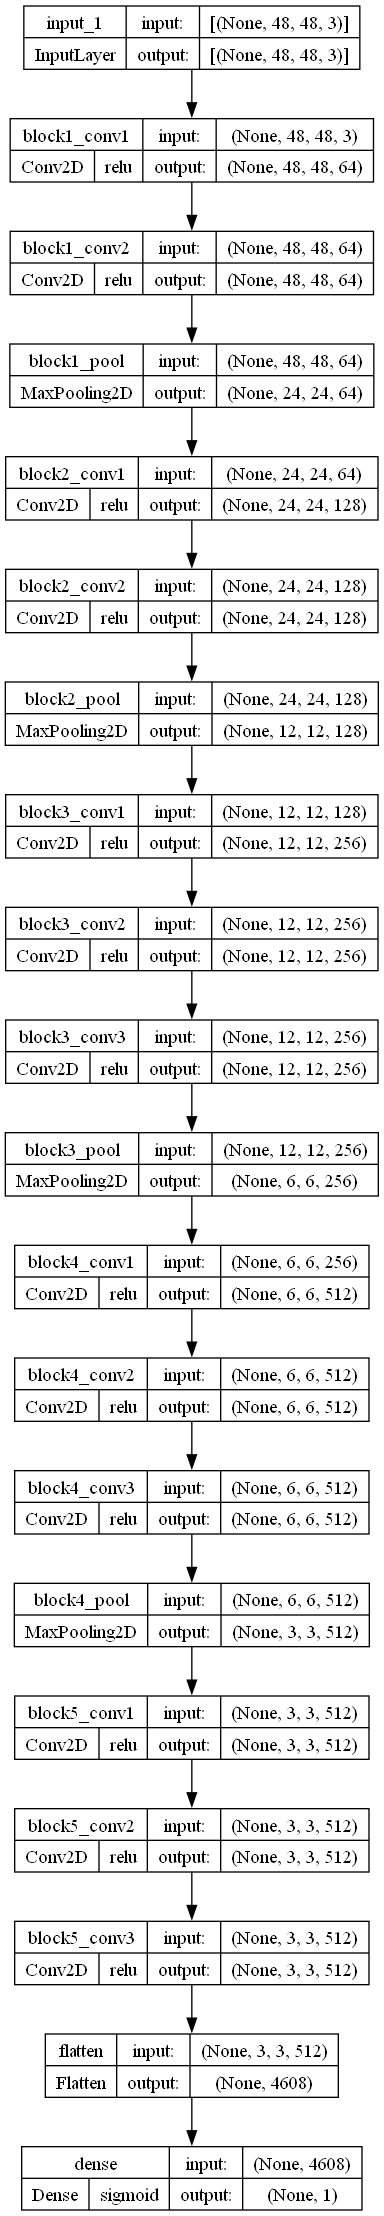 input_1 input: [(None, 48, 48, 3)]
InputLayer output: [(None, 48, 48, 3)]
block1_conv1 input: (None, 48, 48, 3)
Conv2D relu output: (None, 48, 48, 64)
block1_conv2 input: (None, 48, 48, 64)
Conv2D relu output: (None, 48, 48, 64)
block1_pool input: (None, 48, 48, 64)
MaxPooling2D output: (None, 24, 24, 64)
block2_conv1 input: (None, 24, 24, 64)
Conv2D relu output: (None, 24, 24, 128)
block2_conv2 input: (None, 24, 24, 128)
Conv2D relu output: (None, 24, 24, 128)
block2_pool input: (None, 24, 24, 128)
MaxPooling2D output: (None, 12, 12, 128)
block3_conv1 input: (None, 12, 12, 128)
Conv2D relu output: (None, 12, 12, 256)
block3_conv2 input: (None, 12, 12, 256)
Conv2D relu output: (None, 12, 12, 256)
block3_conv3 input: (None, 12, 12, 256)
Conv2D relu output: (None, 12, 12, 256)
block3_pool input: (None, 12, 12, 256)
MaxPooling2D output: (None, 6, 6, 256)
block4_conv1 input: (None, 6, 6, 256)
Conv2D relu output: (None, 6, 6, 512)
block4_conv2 input: (None, 6, 6, 512)
Conv2D relu output: (None, 6, 6, 512)
block4_conv3 input: (None, 6, 6, 512)
Conv2D relu output: (None, 6, 6, 512)
block4_pool input: (None, 6, 6, 512)
MaxPooling2D output: (None, 3, 3, 512)
block5_conv1 input: (None, 3, 3, 512)
Conv2D relu output: (None, 3, 3, 512)
block5_conv2 input: (None, 3, 3, 512)
Conv2D relu output: (None, 3, 3, 512)
block5_conv3 input: (None, 3, 3, 512)
Conv2D relu output: (None, 3, 3, 512)
flatten input: (None, 3, 3, 512)
Flatten output: (None, 4608)
dense input: (None, 4608)
Dense sigmoid output: (None, 1)